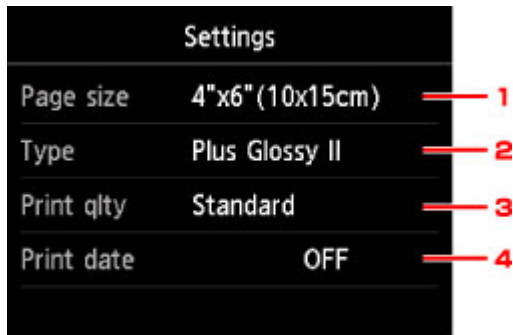 Settings
Page size 4"x6"(10x15cm) 1
Type Plus Glossy II 2
Print qlty Standard 3
Print date OFF 4